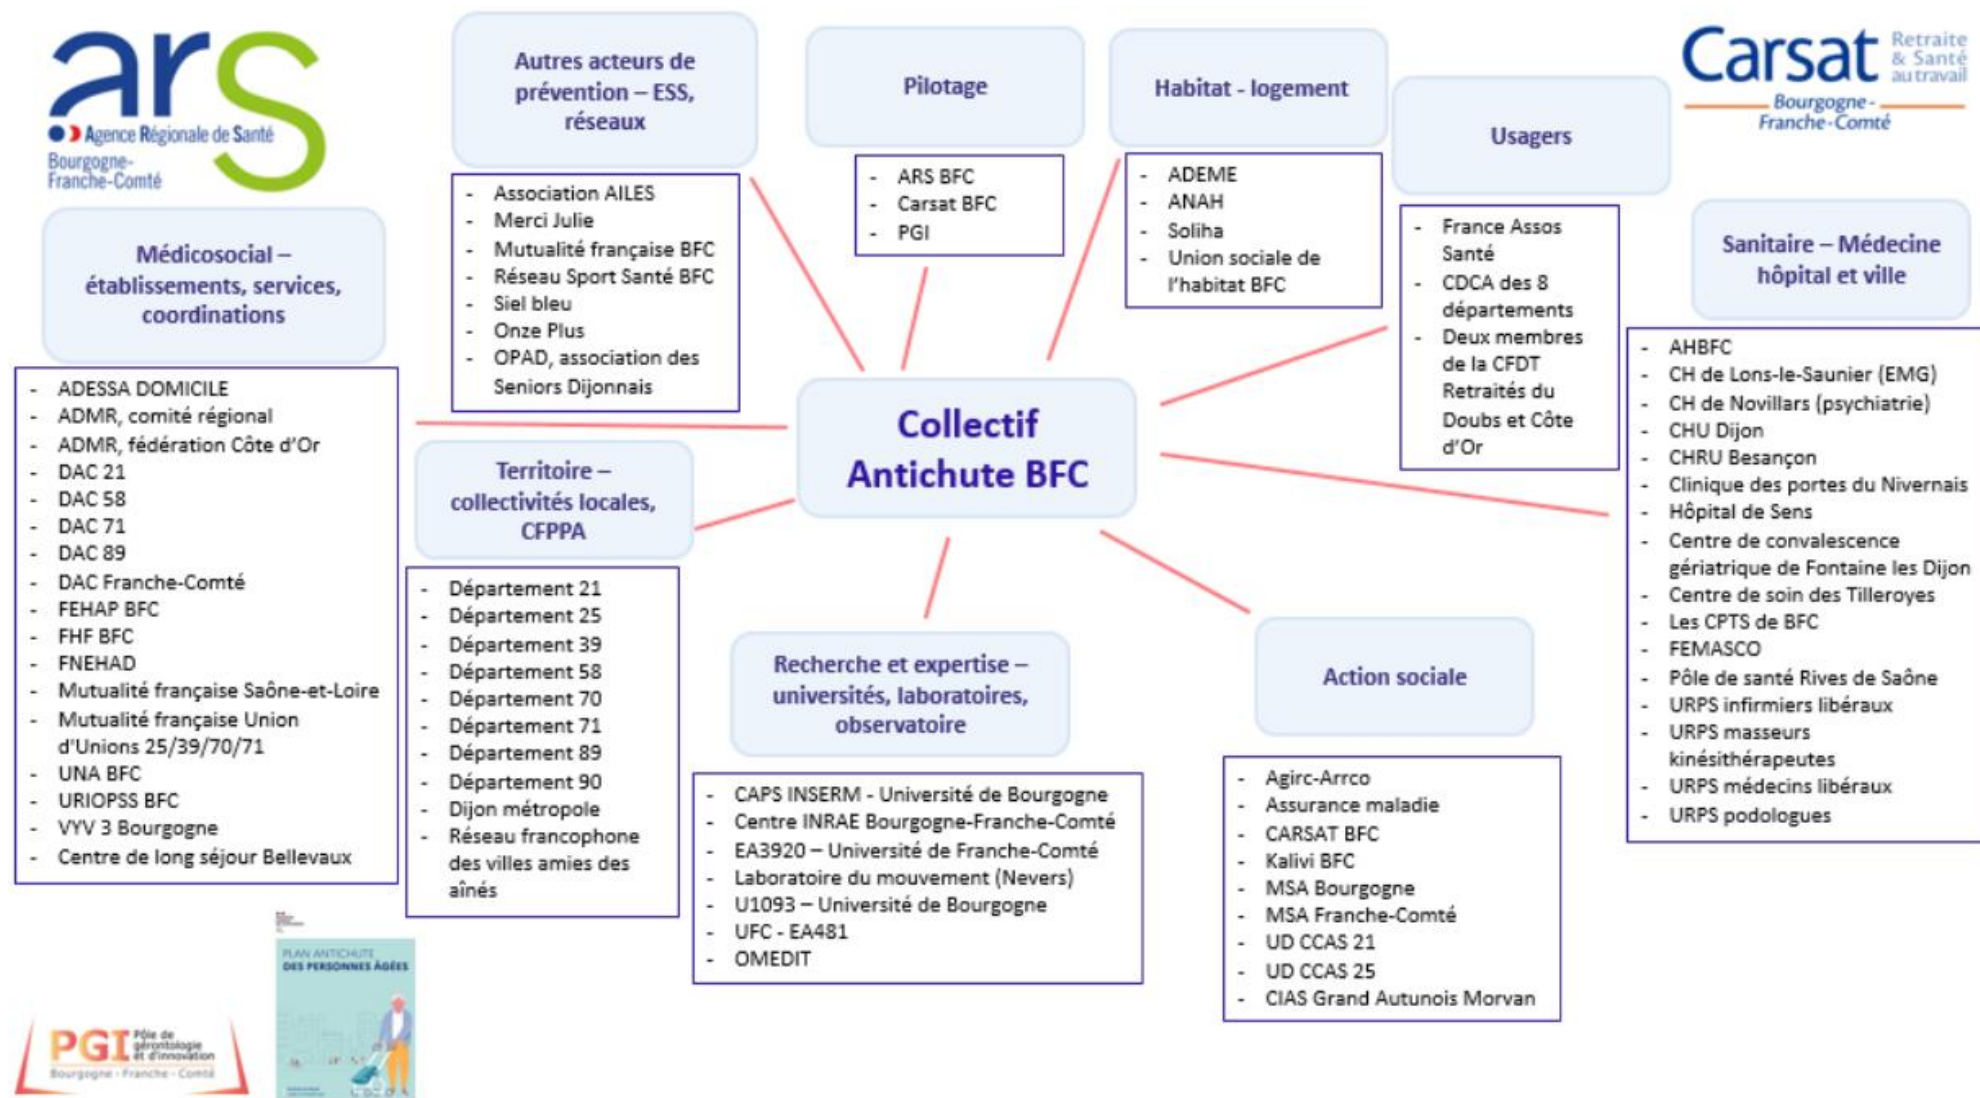 ars
Agence Régionale de Santé
Bourgogne-
Franche-Comté
Carsat
Retraite
& Santé
au travail
Bourgogne-
Franche-Comté
Autres acteurs de
prévention – ESS,
réseaux
- Association AILES
- Merci Julie
- Mutualité française BFC
- Réseau Sport Santé BFC
- Siel bleu
- Onze Plus
- OPAD, association des
Seniors Dijonnais
Pilotage
- ARS BFC
- Carsat BFC
- PGI
Habitat - logement
- ADEME
- ANAH
- Soliha
- Union sociale de
l'habitat BFC
Usagers
- France Assos
Santé
- CDCA des 8
départements
- Deux membres
de la CFDT
Retraités du
Doubs et Côte
d'Or
Médicosocial –
établissements, services,
coordinations
- ADESSA DOMICILE
- ADMR, comité régional
- ADMR, fédération Côte d'Or
- DAC 21
- DAC 58
- DAC 71
- DAC 89
- DAC Franche-Comté
- FEHAP BFC
- FHF BFC
- FNEHAD
- Mutualité française Saône-et-Loire
- Mutualité française Union
d'Unions 25/39/70/71
- UNA BFC
- URIOPSS BFC
- VYV 3 Bourgogne
- Centre de long séjour Bellevaux
Collectif
Antichute BFC
Territoire –
collectivités locales,
CFPPA
- Département 21
- Département 25
- Département 39
- Département 58
- Département 70
- Département 71
- Département 89
- Département 90
- Dijon métropole
- Réseau francophone
des villes amies des
aînés
Sanitaire – Médecine
hôpital et ville
- AHBFC
- CH de Lons-le-Saunier (EMG)
- CH de Novillars (psychiatrie)
- CHU Dijon
- CHRU Besançon
- Clinique des portes du Nivernais
- Hôpital de Sens
- Centre de convalescence
gériatrique de Fontaine les Dijon
- Centre de soin des Tilleroyes
- Les CPTS de BFC
- FEMASCO
- Pôle de santé Rives de Saône
- URPS infirmiers libéraux
- URPS masseurs
kinésithérapeutes
- URPS médecins libéraux
- URPS podologues
Recherche et expertise –
universités, laboratoires,
observatoire
- CAPS INSERM - Université de Bourgogne
- Centre INRAE Bourgogne-Franche-Comté
- EA3920 – Université de Franche-Comté
- Laboratoire du mouvement (Nevers)
- U1093 – Université de Bourgogne
- UFC - EA481
- OMEDIT
Action sociale
- Agirc-Arrco
- Assurance maladie
- CARSAT BFC
- Kalivi BFC
- MSA Bourgogne
- MSA Franche-Comté
- UD CCAS 21
- UD CCAS 25
- CIAS Grand Autunois Morvan
PGI
Pôle de
gérontologie
et d'innovation
Bourgogne - Franche - Comté
PLAN ANTICHUTE
DES PERSONNES ÂGÉES